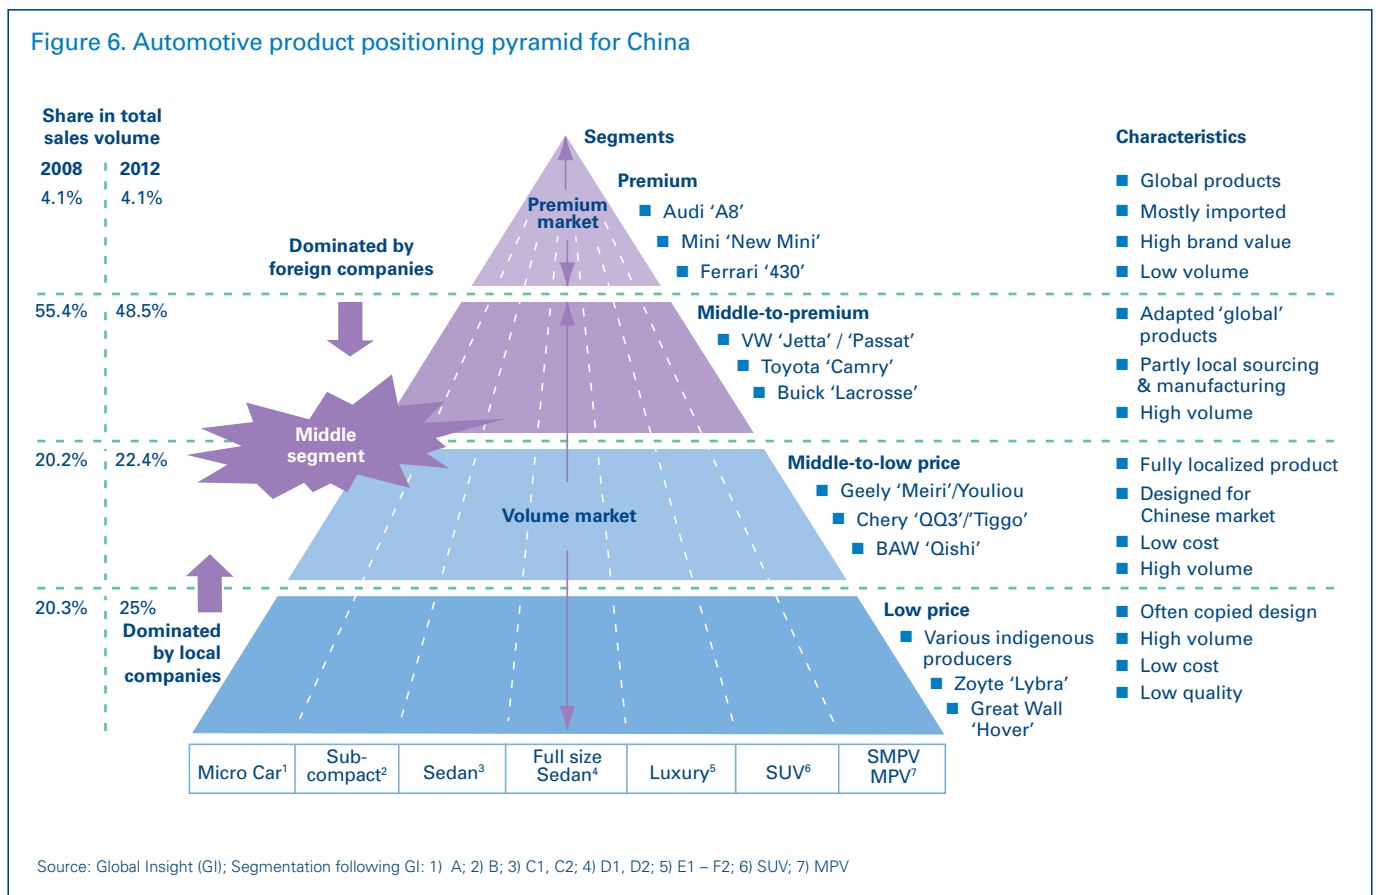 Figure 6. Automotive product positioning pyramid for China
Share in total
sales volume
2008
2012
4.1%
4.1%
55.4%
48.5%
20.2%
22.4%
20.3%
25%
Dominated by
foreign companies
Middle
segment
Dominated
by local
companies
Segments
Premium
market
Volume market
Premium
Audi ‘A8’
Mini ‘New Mini’
Ferrari ‘430’
Middle-to-premium
VW ‘Jetta’ / ‘Passat’
Toyota ‘Camry’
Buick ‘Lacrosse’
Middle-to-low price
Geely ‘Meiri’/Youliou
Chery ‘QQ3’/’Tiggo’
BAW ‘Qishi’
Low price
Various indigenous
producers
Zoyte ‘Lybra’
Great Wall
‘Hover’
Characteristics
Global products
Mostly imported
High brand value
Low volume
Adapted ‘global’
products
Partly local sourcing
& manufacturing
High volume
Fully localized product
Designed for
Chinese market
Low cost
High volume
Often copied design
High volume
Low cost
Low quality
Micro Car¹
Sub-
compact²
Sedan³
Full size
Sedan⁴
Luxury⁵
SUV⁶
SMPV
MPV⁷
Source: Global Insight (GI); Segmentation following GI: 1) A; 2) B; 3) C1, C2; 4) D1, D2; 5) E1 – F2; 6) SUV; 7) MPV